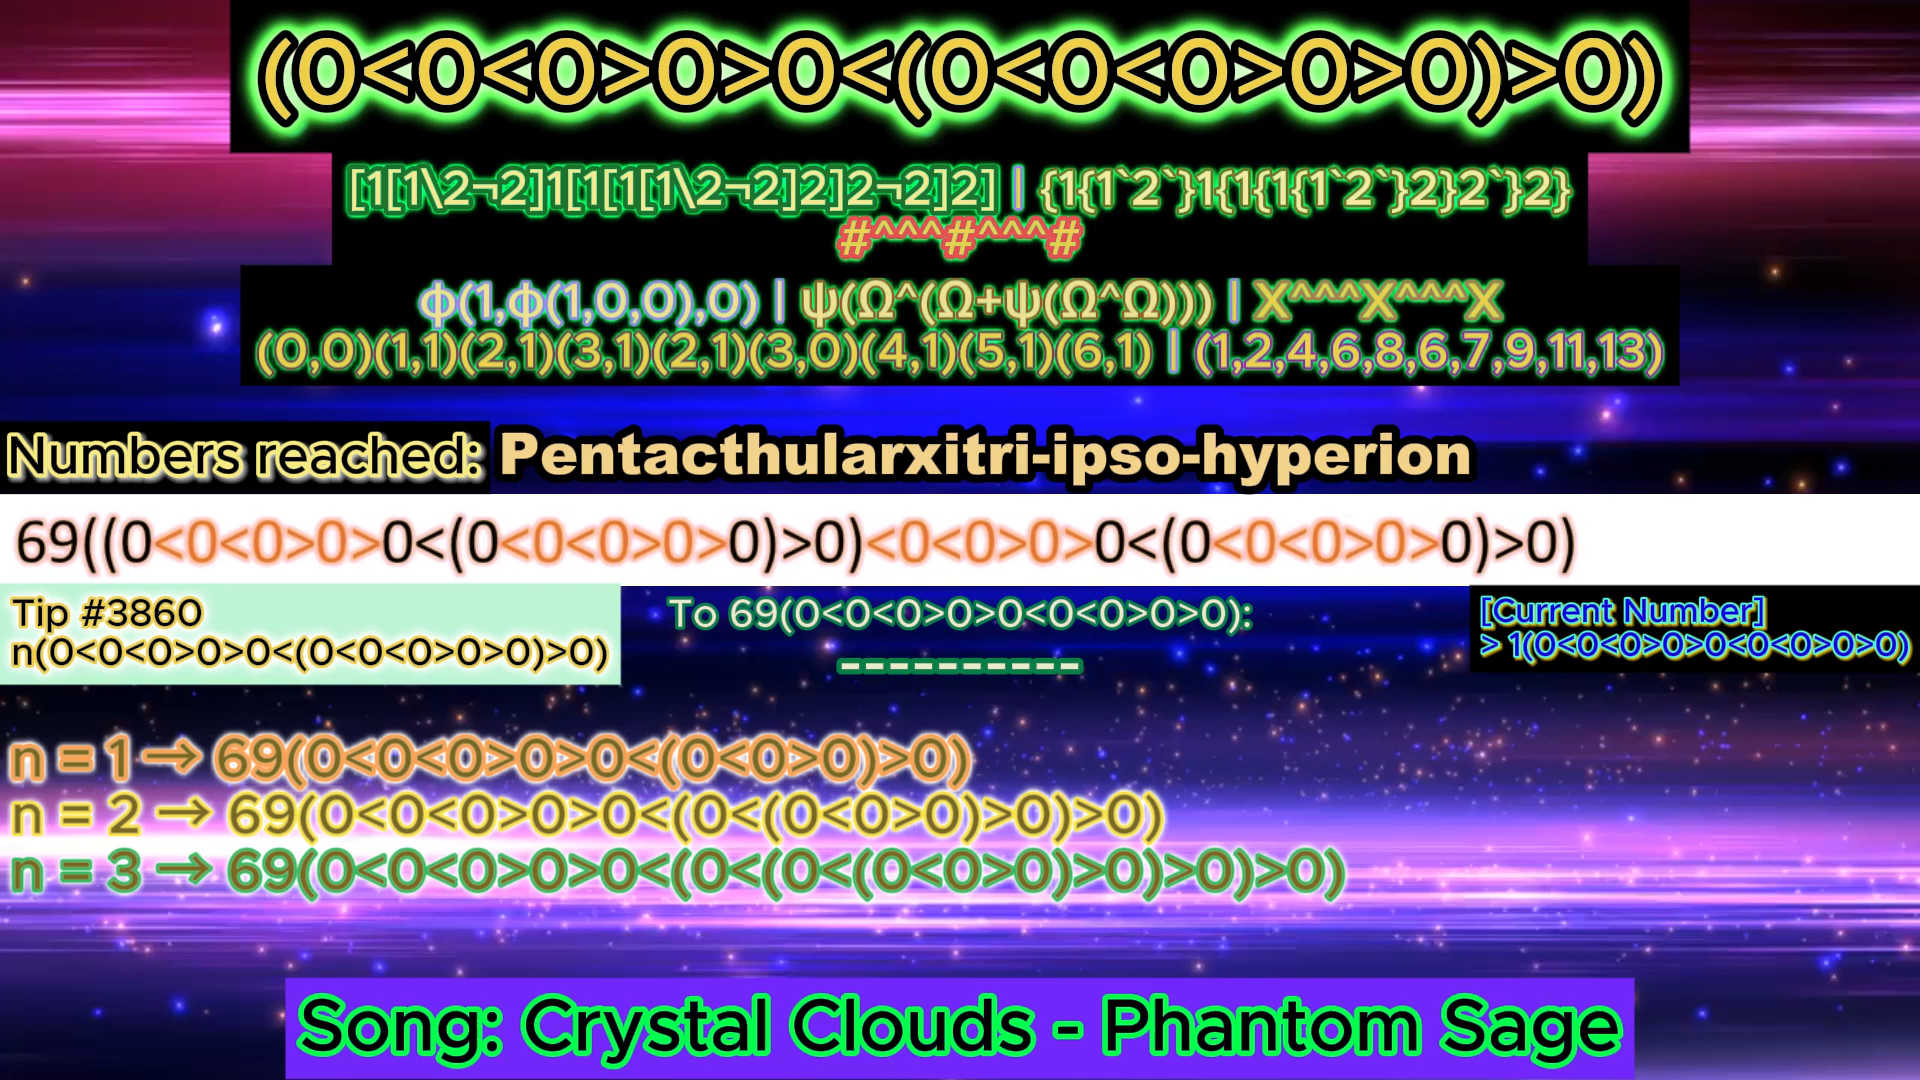 (0<0<0>0>0<(0<0<0>0>0)>0)
[1[1\2¬2]1[1[1[1\2¬2]2]2¬2]2] | {1{1`2`}1{1{1{1`2`}2}2`}2}
#^^^#^^^#
φ(1,φ(1,0,0),0) | ψ(Ω^(Ω+ψ(Ω^Ω))) | X^^^X^^^X
(0,0)(1,1)(2,1)(3,1)(2,1)(3,0)(4,1)(5,1)(6,1) | (1,2,4,6,8,6,7,9,11,13)
Numbers reached: Pentacthularxitri-ipso-hyperion
69((0<0<0>0>0<(0<0<0>0>0)>0)<0<0>0>0<(0<0<0>0>0)>0)
Tip #3860
n(0<0<0>0>0<(0<0<0>0>0)>0)
To 69(0<0<0>0>0<0<0>0>0):
----------
[Current Number]
> 1(0<0<0>0>0<0<0>0>0)
n = 1 → 69(0<0<0>0>0<(0<0>0)>0)
n = 2 → 69(0<0<0>0>0<(0<(0<0>0)>0)>0)
n = 3 → 69(0<0<0>0>0<(0<(0<(0<0>0)>0)>0)>0)
Song: Crystal Clouds - Phantom Sage